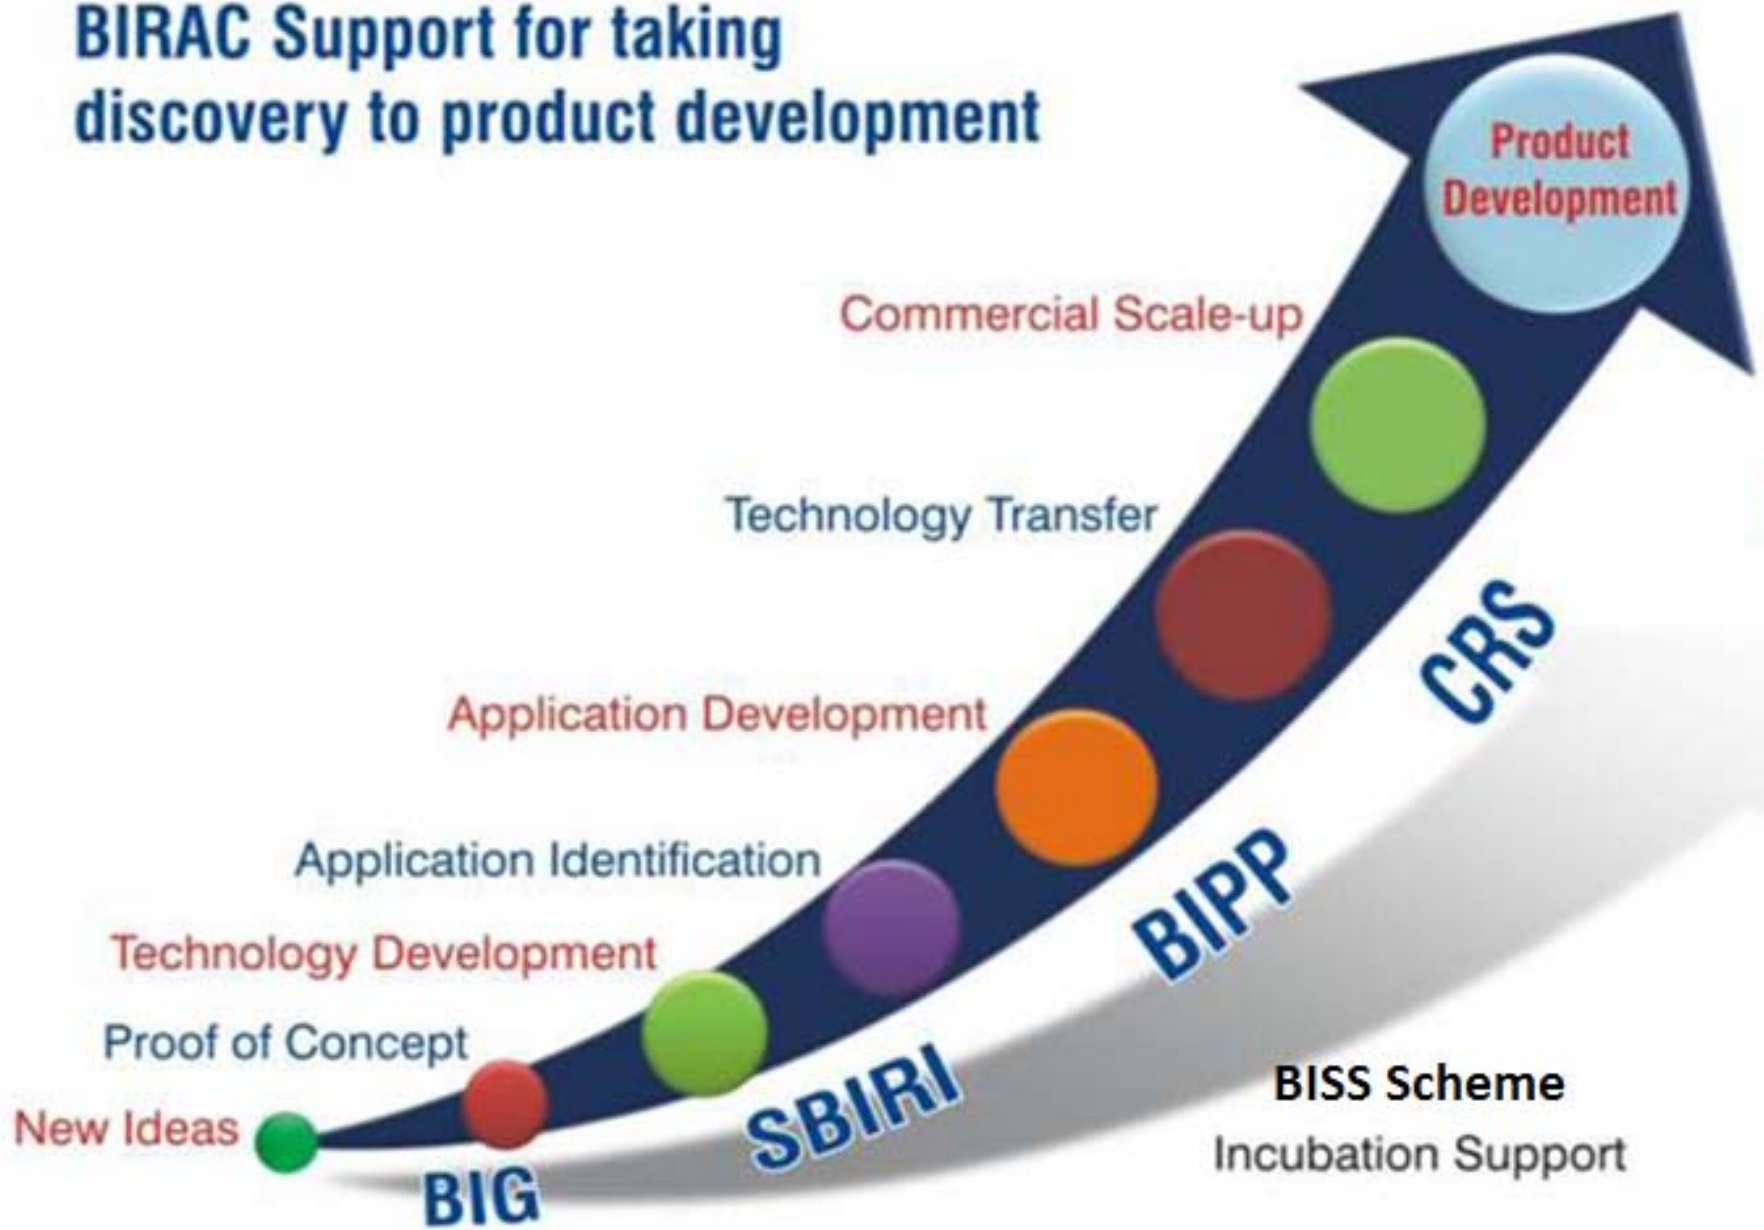 BIRAC Support for taking
discovery to product development
Product
Development
Commercial Scale-up
Technology Transfer
Application Development
Application Identification
Technology Development
Proof of Concept
New Ideas
BIG
SBIRI
BIPP
CRS
BISS Scheme
Incubation Support